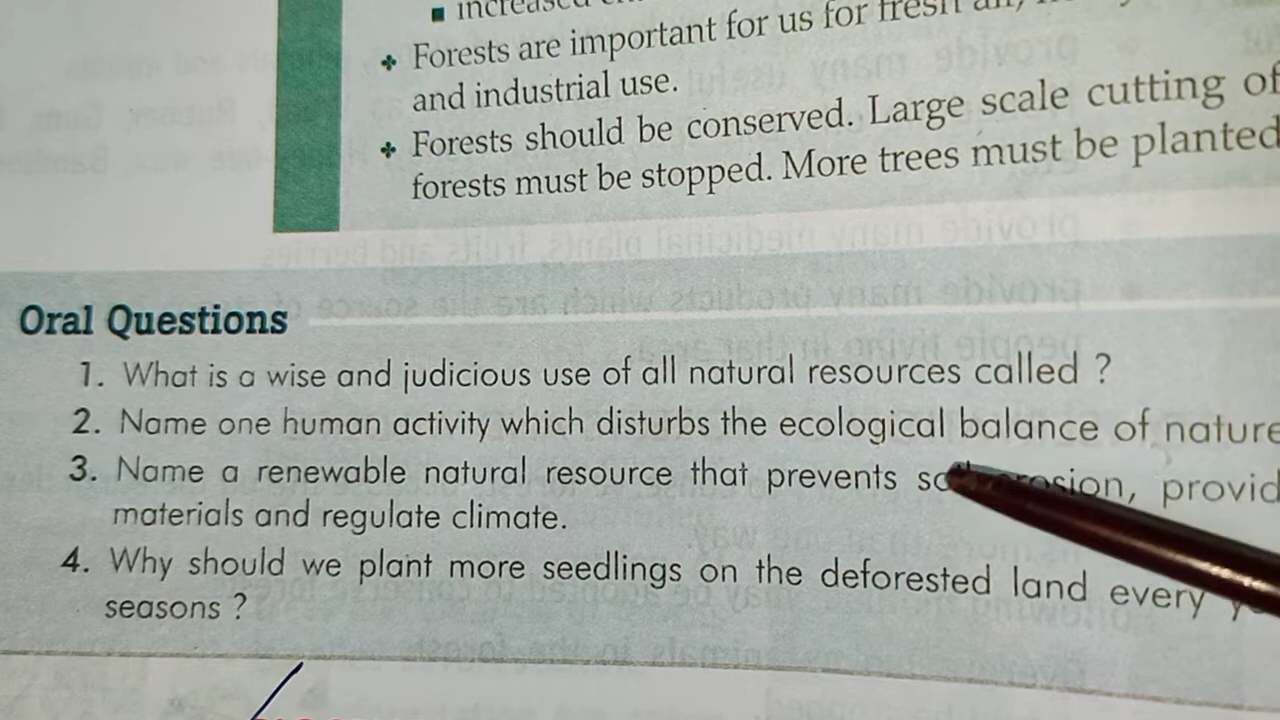 Forests are important for us for fresh air,
and industrial use.
Forests should be conserved. Large scale cutting of
forests must be stopped. More trees must be planted
Oral Questions
1. What is a wise and judicious use of all natural resources called ?
2. Name one human activity which disturbs the ecological balance of nature
3. Name a renewable natural resource that prevents erosion, provid
materials and regulate climate.
4. Why should we plant more seedlings on the deforested land every
seasons ?